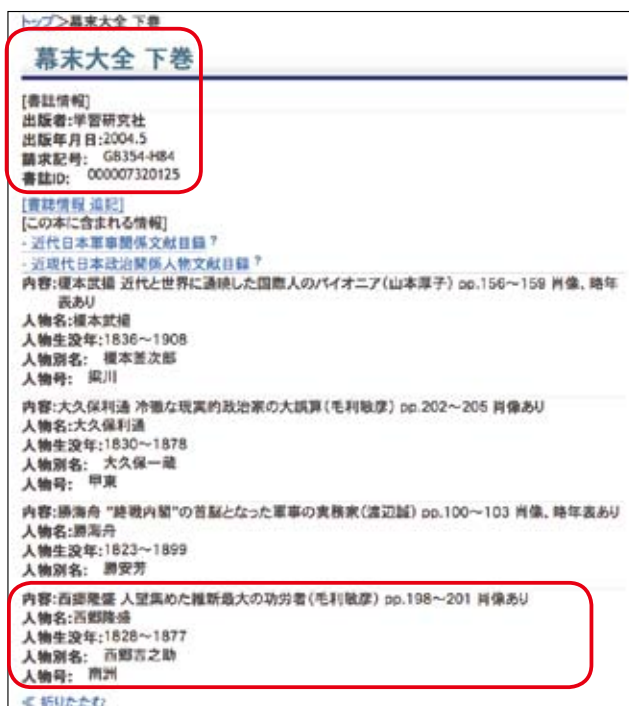 トップ>幕末大全 下巻
幕末大全 下巻
[書誌情報]
出版者:学習研究社
出版年月日:2004.5
請求記号: GB354-H84
書誌ID: 000007320125
[書誌情報 追記]
[この本に含まれる情報]
- 近代日本軍事関係文献目録 ?
- 近現代日本政治関係人物文献目録 ?
内容:榎本武揚 近代と世界に通暁した国際人のパイオニア(山本厚子) pp.156～159 肖像、略年
表あり
人物名:榎本武揚
人物生没年:1836～1908
人物別名: 榎本釜次郎
人物号: 梁川
内容:大久保利通 冷徹な現実的政治家の大誤算(毛利敏彦) pp.202～205 肖像あり
人物名:大久保利通
人物生没年:1830～1878
人物別名: 大久保一蔵
人物号: 甲東
内容:勝海舟 "終戦内閣"の首脳となった軍事の実務家(渡辺誠) pp.100～103 肖像、略年表あり
人物名:勝海舟
人物生没年:1823～1899
人物別名: 勝安芳
内容:西郷隆盛 人望集めた維新最大の功労者(毛利敏彦) pp.198～201 肖像あり
人物名:西郷隆盛
人物生没年:1828～1877
人物別名: 西郷吉之助
人物号: 南洲
≪ 折りたたむ